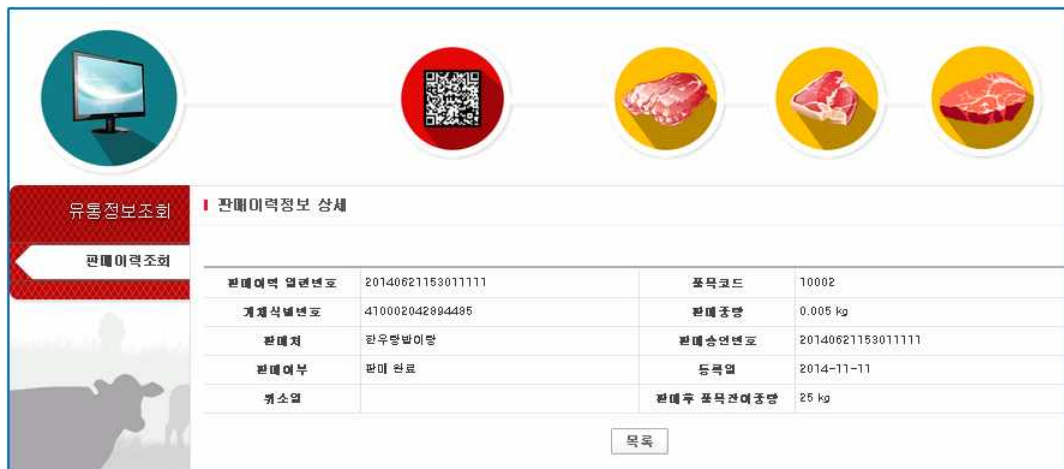 유통정보조회
판매이력조회
판매이력정보 상세
판매이력 일련번호 20140621153011111 품목코드 10002
개체식별번호 410002042994495 판매중량 0.005 kg
판매처 한우랑밥이랑 판매승인번호 20140621153011111
판매여부 판매 완료 등록일 2014-11-11
취소일 판매후 품목잔여중량 25 kg
목록